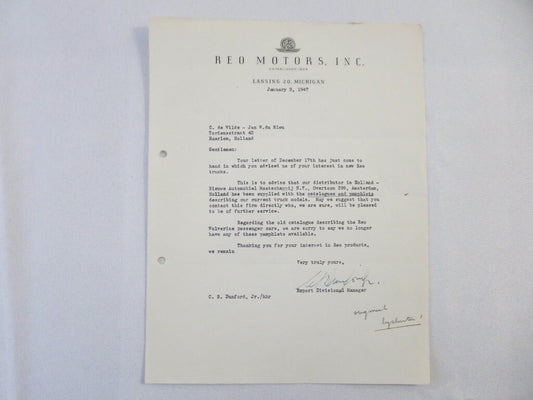 REO MOTORS, INC.
ESTABLISHED 1904
LANSING 20, MICHIGAN
January 9, 1947
C. de Wilde - Jan W.de
Haarlem, Holland
Gentlemen:
Your letter of December 17th has just come
to hand in which you advised us of your interest in new Reo
trucks.
This is to advise that our distributor in Holland -
Nieuwe Automobiel Maatschappij N.V., Overtoom Amsterdam,
Holland has been supplied with the catalogues and pamphlets
describing our current truck models. May we suggest that you
contact this firm directly who, we are sure, will be pleased
to be of further service.
Regarding the old catalogue describing the Reo
Wolverine passenger cars, we are sorry to say we no longer
have any of these pamphlets available.
Thanking you for your interest in Reo products,
we remain
Very truly yours,
Export Divisional Manager
C. S. Dunford, Jr./hbr